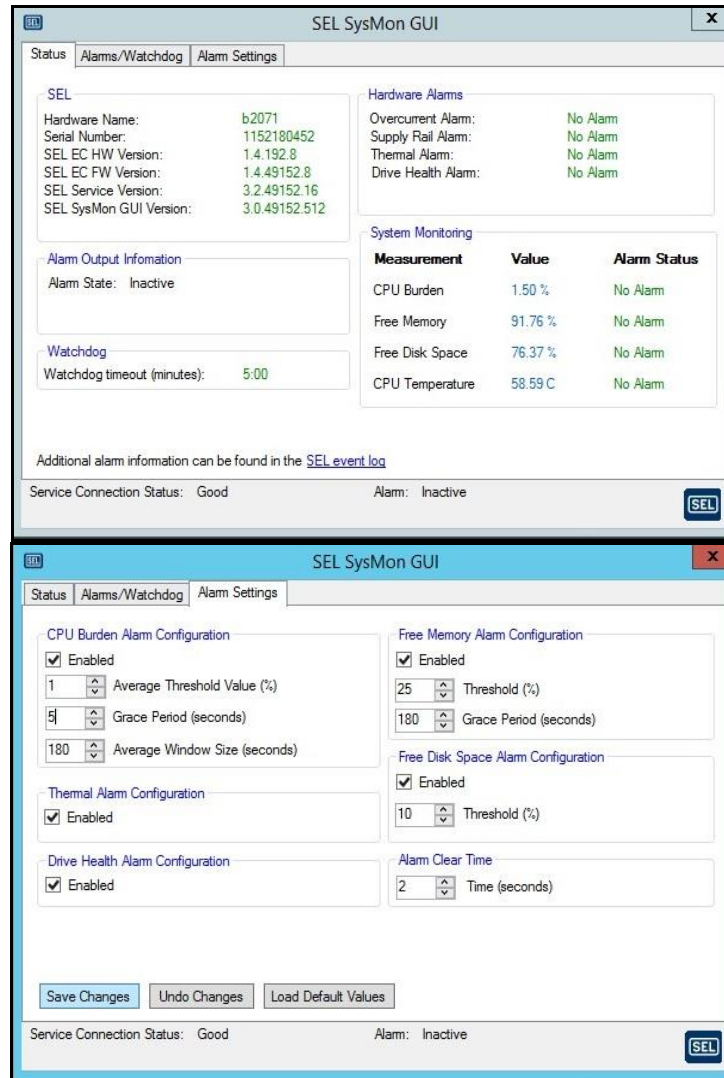 SEL SysMon GUI
x
Status Alarms/Watchdog Alarm Settings
SEL
Hardware Name: b2071
Serial Number: 1152180452
SEL EC HW Version: 1.4.192.8
SEL EC FW Version: 1.4.49152.8
SEL Service Version: 3.2.49152.16
SEL SysMon GUI Version: 3.0.49152.512
Alarm Output Infomation
Alarm State: Inactive
Watchdog
Watchdog timeout (minutes): 5:00
Hardware Alarms
Overcurrent Alarm: No Alarm
Supply Rail Alarm: No Alarm
Thermal Alarm: No Alarm
Drive Health Alarm: No Alarm
System Monitoring
Measurement Value Alarm Status
CPU Burden 1.50 % No Alarm
Free Memory 91.76 % No Alarm
Free Disk Space 76.37 % No Alarm
CPU Temperature 58.59 C No Alarm
Additional alarm information can be found in the SEL event log
Service Connection Status: Good Alarm: Inactive
SEL
SEL SysMon GUI
x
Status Alarms/Watchdog Alarm Settings
CPU Burden Alarm Configuration
Enabled
1 Average Threshold Value (%)
5 Grace Period (seconds)
180 Average Window Size (seconds)
Thermal Alarm Configuration
Enabled
Drive Health Alarm Configuration
Enabled
Free Memory Alarm Configuration
Enabled
25 Threshold (%)
180 Grace Period (seconds)
Free Disk Space Alarm Configuration
Enabled
10 Threshold (%)
Alarm Clear Time
2 Time (seconds)
Save Changes Undo Changes Load Default Values
Service Connection Status: Good Alarm: Inactive
SEL